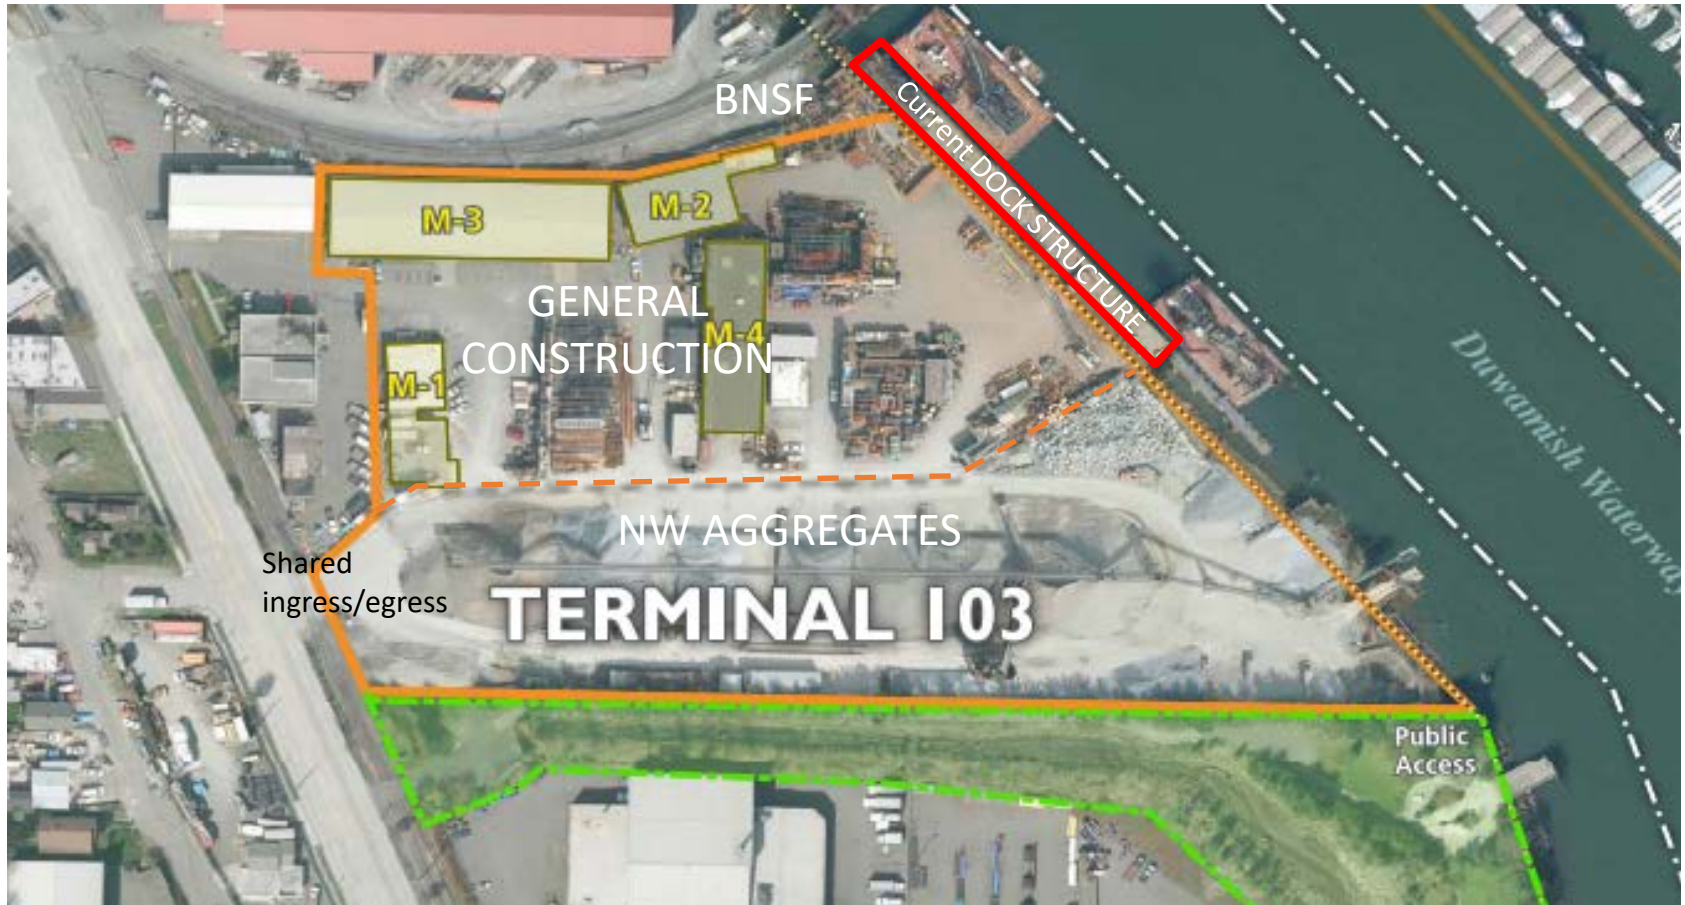 BNSF
Current DOCK STRUCTURE
M-3
M-2
GENERAL
CONSTRUCTION
M-4
M-1
Duwamish Waterway
NW AGGREGATES
Shared
ingress/egress
TERMINAL 103
Public
Access